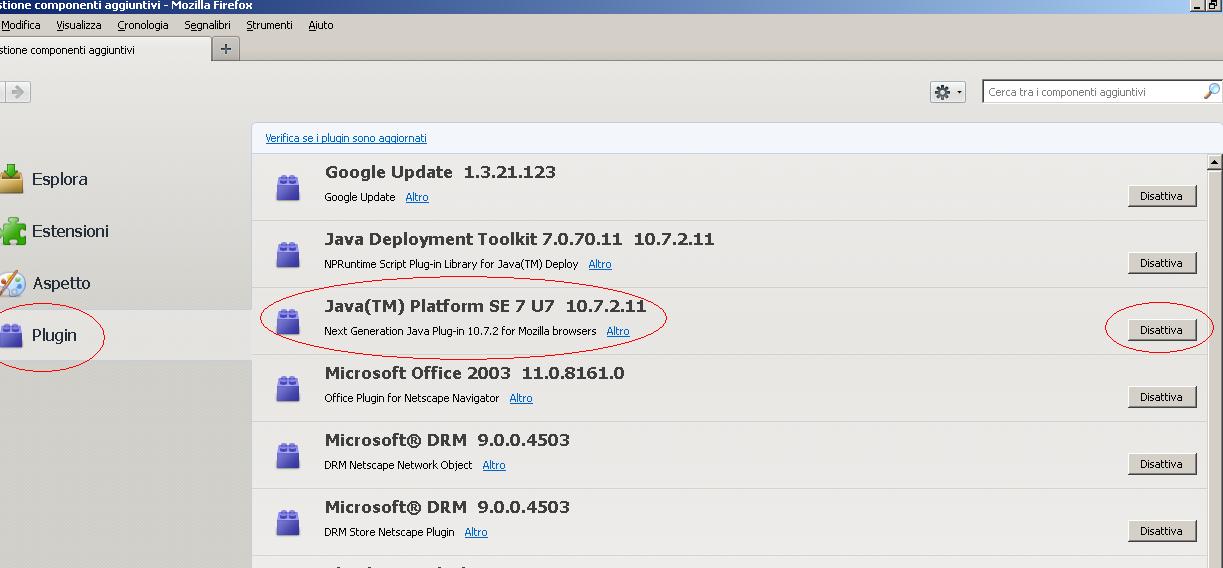 stione componenti aggiuntivi - Mozilla Firefox
Modifica Visualizza Cronologia Segnalibri Strumenti Aiuto
stione componenti aggiuntivi +
Cerca tra i componenti aggiuntivi
Verifica se i plugin sono aggiornati
Esplora
Estensioni
Aspetto
Plugin
Google Update 1.3.21.123
Google Update Altro
Disattiva
Java Deployment Toolkit 7.0.70.11 10.7.2.11
NPRuntime Script Plug-in Library for Java(TM) Deploy Altro
Disattiva
Java(TM) Platform SE 7 U7 10.7.2.11
Next Generation Java Plug-in 10.7.2 for Mozilla browsers Altro
Disattiva
Microsoft Office 2003 11.0.8161.0
Office Plugin for Netscape Navigator Altro
Disattiva
Microsoft® DRM 9.0.0.4503
DRM Netscape Network Object Altro
Disattiva
Microsoft® DRM 9.0.0.4503
DRM Store Netscape Plugin Altro
Disattiva